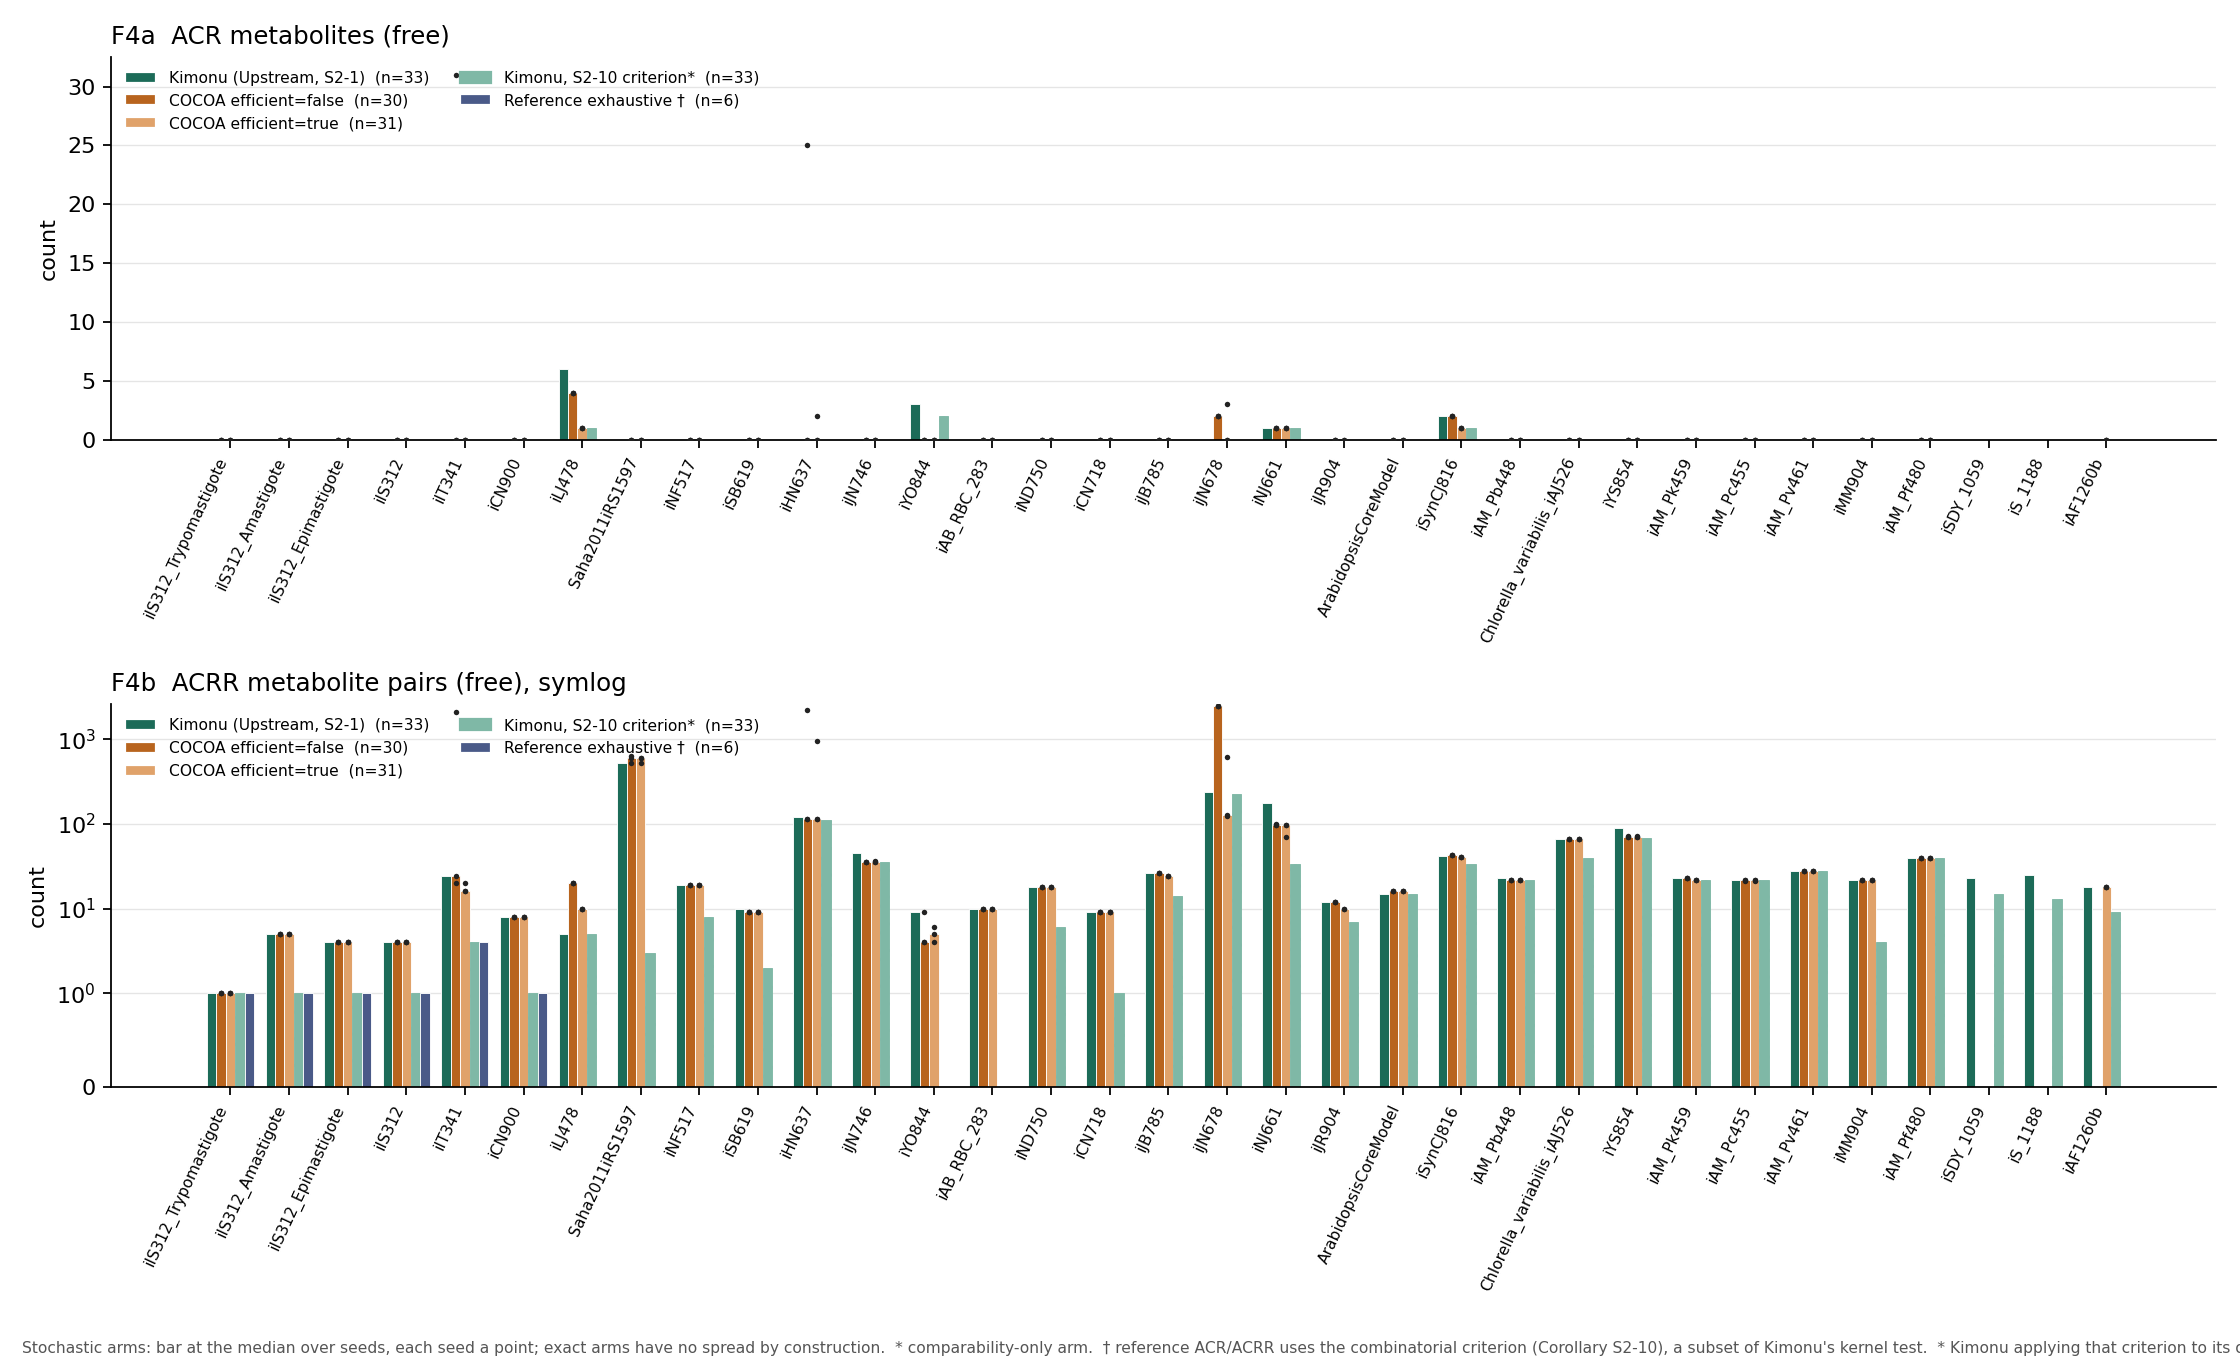 F4a  ACR metabolites (free)
Kimonu (Upstream, S2-1)  (n=33)
COCOA efficient=false  (n=30)
COCOA efficient=true  (n=31)
Kimonu, S2-10 criterion*  (n=33)
Reference exhaustive †  (n=6)
count
30
25
20
15
10
5
0
iIS312_Trypomastigote
iIS312_Amastigote
iIS312_Epimastigote
iIS312
iIT341
iCN900
iLJ478
Saha2011iRS1597
iNF517
iSB619
iHN637
iJN746
iYO844
iAB_RBC_283
iND750
iCN718
iJB785
iJN678
iNJ661
iJR904
ArabidopsisCoreModel
iSynCJ816
iAM_Pb448
Chlorella_variabilis_iAJ526
iYS854
iAM_Pk459
iAM_Pc455
iAM_Pv461
iMM904
iAM_Pf480
iSDY_1059
iS_1188
iAF1260b
F4b  ACRR metabolite pairs (free), symlog
Kimonu (Upstream, S2-1)  (n=33)
COCOA efficient=false  (n=30)
COCOA efficient=true  (n=31)
Kimonu, S2-10 criterion*  (n=33)
Reference exhaustive †  (n=6)
count
10³
10²
10¹
10⁰
0
iIS312_Trypomastigote
iIS312_Amastigote
iIS312_Epimastigote
iIS312
iIT341
iCN900
iLJ478
Saha2011iRS1597
iNF517
iSB619
iHN637
iJN746
iYO844
iAB_RBC_283
iND750
iCN718
iJB785
iJN678
iNJ661
iJR904
ArabidopsisCoreModel
iSynCJ816
iAM_Pb448
Chlorella_variabilis_iAJ526
iYS854
iAM_Pk459
iAM_Pc455
iAM_Pv461
iMM904
iAM_Pf480
iSDY_1059
iS_1188
iAF1260b
Stochastic arms: bar at the median over seeds, each seed a point; exact arms have no spread by construction.  * comparability-only arm.  † reference ACR/ACRR uses the combinatorial criterion (Corollary S2-10), a subset of Kimonu's kernel test.  * Kimonu applying that criterion to its